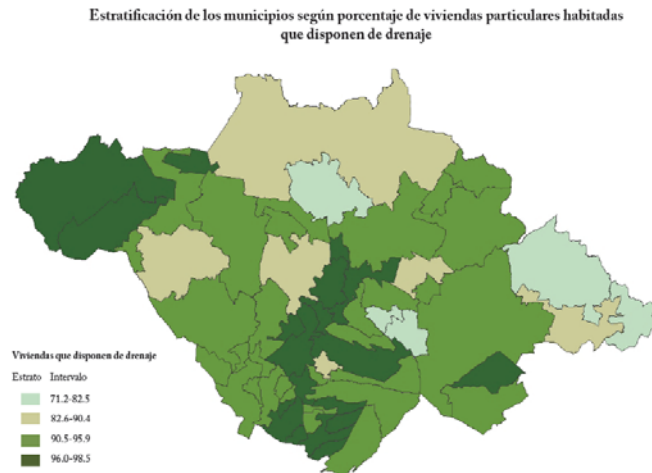 Estratificación de los municipios según porcentaje de viviendas particulares habitadas
que disponen de drenaje
Viviendas que disponen de drenaje
Estrato Intervalo
71.2-82.5
82.6-90.4
90.5-95.9
96.0-98.5